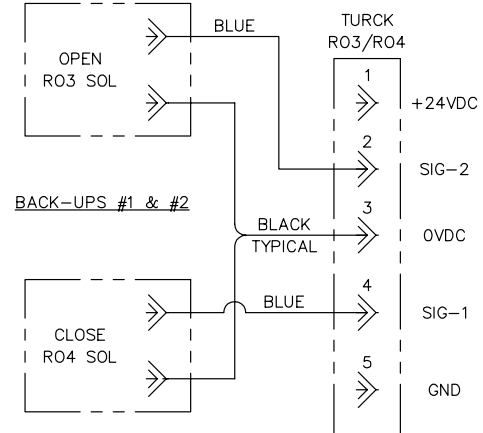 OPEN
RO3 SOL
BLUE
TURCK
RO3/RO4
1
+24VDC
2
SIG-2
BACK-UPS #1 & #2
BLACK
TYPICAL
3
0VDC
CLOSE
RO4 SOL
BLUE
4
SIG-1
5
GND